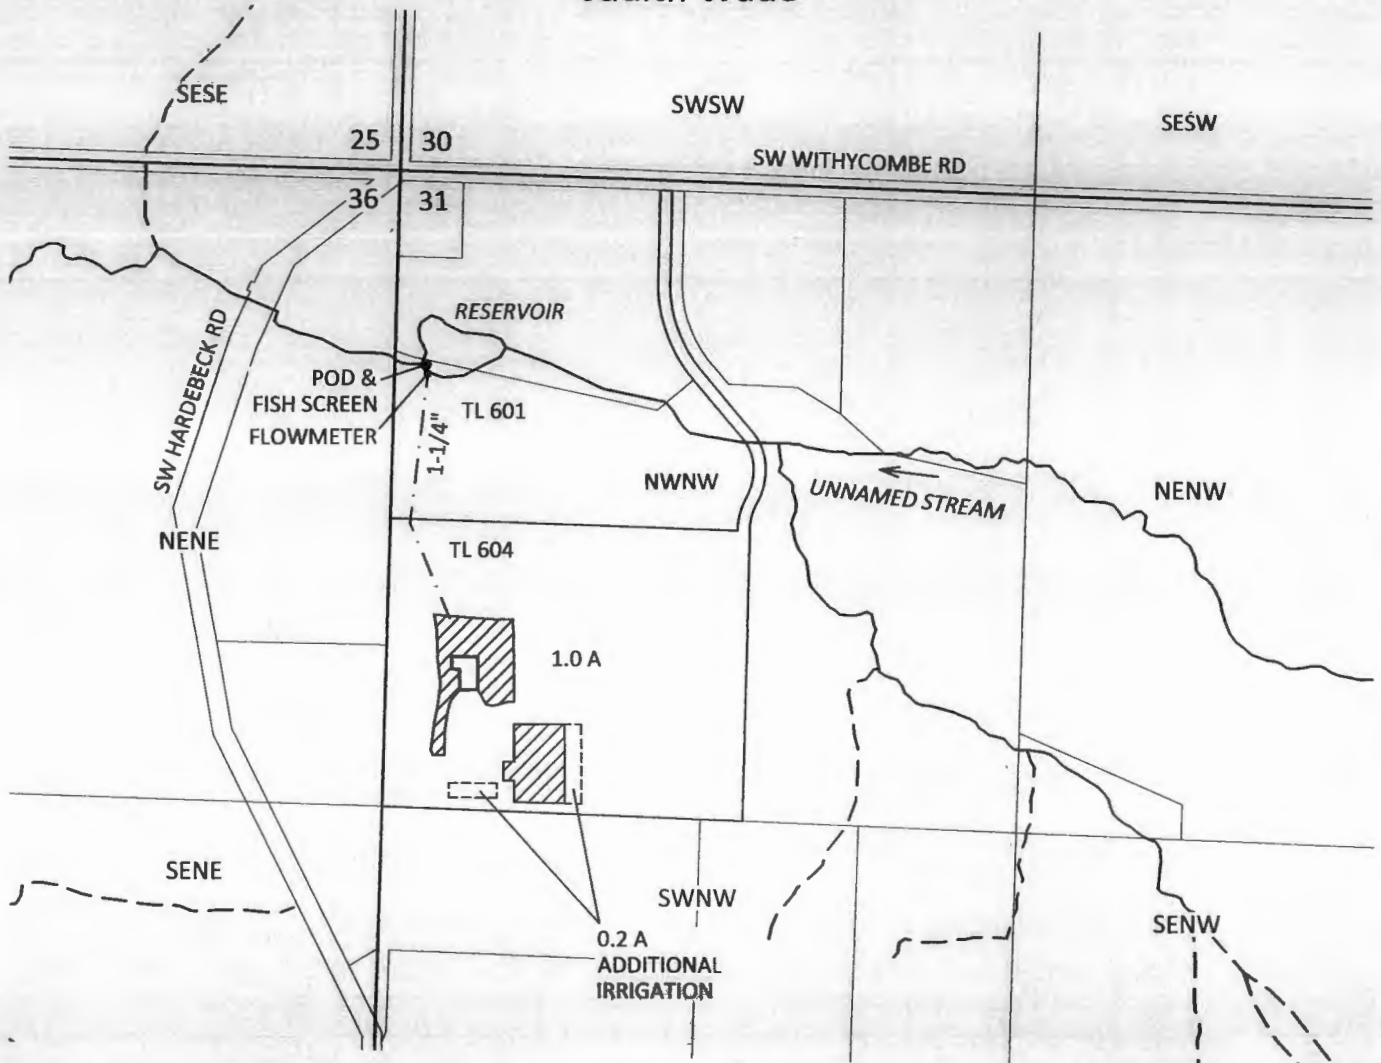 SESE
SWSW
SESW
25
30
SW WITHYCOMBE RD
36
31
RESERVOIR
SW HARDEBECK RD
POD &
FISH SCREEN
FLOWMETER
TL 601
1-1/4"
NWNW
UNNAMED STREAM
NENW
NENE
TL 604
1.0 A
SENE
SWNW
SENW
0.2 A
ADDITIONAL
IRRIGATION